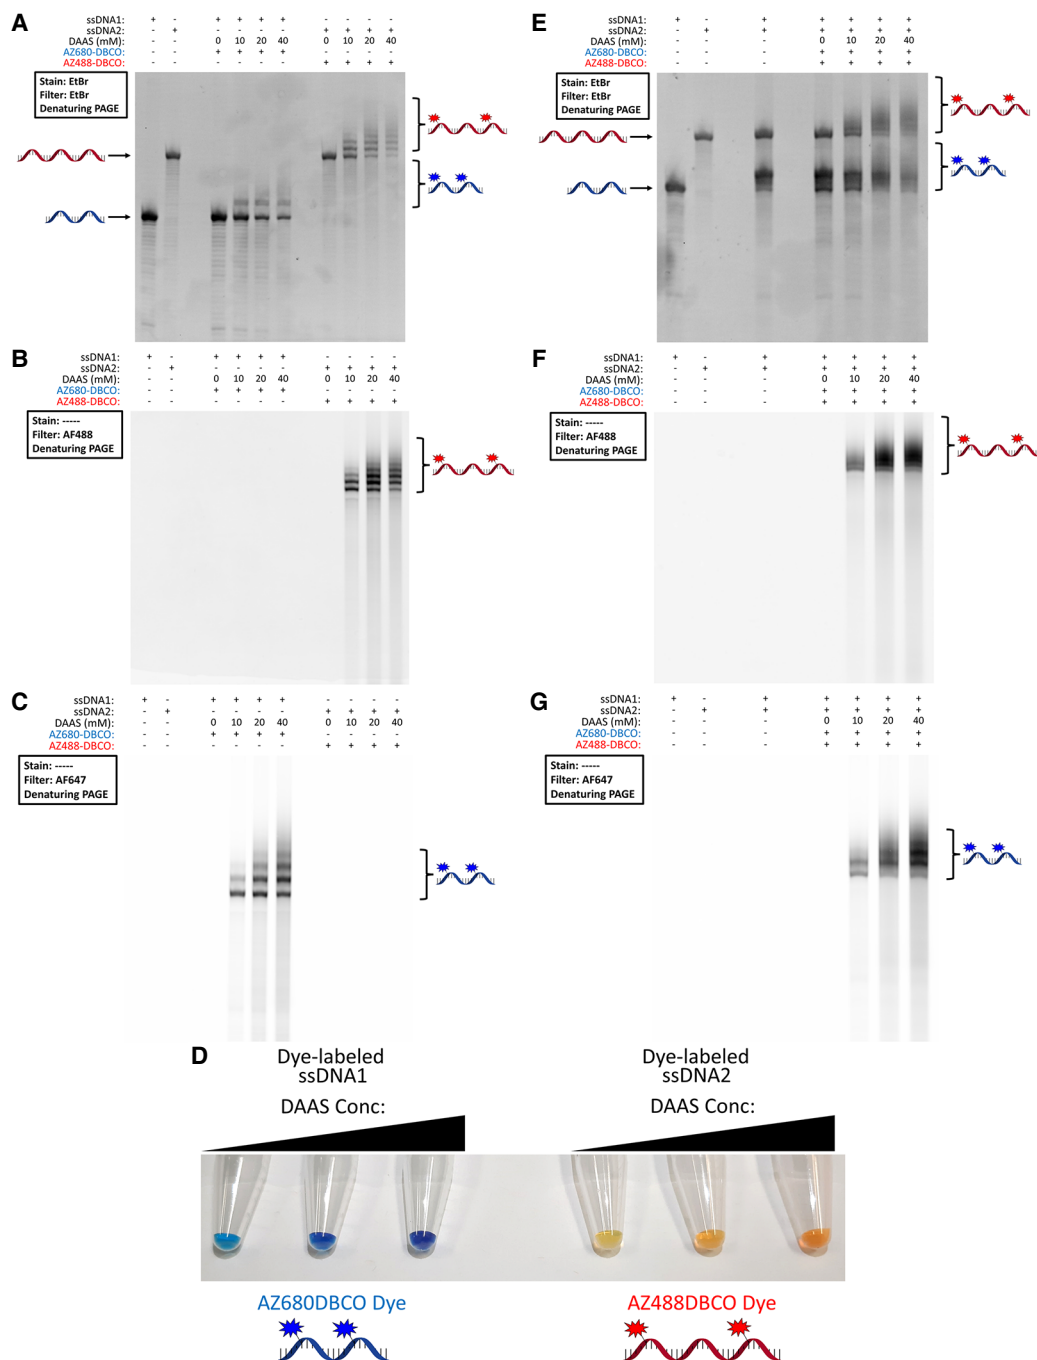 A
ssDNA1: + - + + + + - - - -
ssDNA2: - + - - - - + + + +
DAAS (mM): - - 0 10 20 40 0 10 20 40
AZ680-DBCO: - - + + + + - - - -
AZ488-DBCO: - - - - - - + + + +
Stain: EtBr
Filter: EtBr
Denaturing PAGE
E
ssDNA1: + - + + + + +
ssDNA2: - + + + + + +
DAAS (mM): - - - 0 10 20 40
AZ680-DBCO: - - - + + + +
AZ488-DBCO: - - - + + + +
Stain: EtBr
Filter: EtBr
Denaturing PAGE
B
ssDNA1: + - + + + + - - - -
ssDNA2: - + - - - - + + + +
DAAS (mM): - - 0 10 20 40 0 10 20 40
AZ680-DBCO: - - + + + + - - - -
AZ488-DBCO: - - - - - - + + + +
Stain: -----
Filter: AF488
Denaturing PAGE
F
ssDNA1: + - + + + + +
ssDNA2: - + + + + + +
DAAS (mM): - - - 0 10 20 40
AZ680-DBCO: - - - + + + +
AZ488-DBCO: - - - + + + +
Stain: -----
Filter: AF488
Denaturing PAGE
C
ssDNA1: + - + + + + - - - -
ssDNA2: - + - - - - + + + +
DAAS (mM): - - 0 10 20 40 0 10 20 40
AZ680-DBCO: - - + + + + - - - -
AZ488-DBCO: - - - - - - + + + +
Stain: -----
Filter: AF647
Denaturing PAGE
G
ssDNA1: + - + + + + +
ssDNA2: - + + + + + +
DAAS (mM): - - - 0 10 20 40
AZ680-DBCO: - - - + + + +
AZ488-DBCO: - - - + + + +
Stain: -----
Filter: AF647
Denaturing PAGE
D
Dye-labeled
ssDNA1
DAAS Conc:
AZ680DBCO Dye
Dye-labeled
ssDNA2
DAAS Conc:
AZ488DBCO Dye